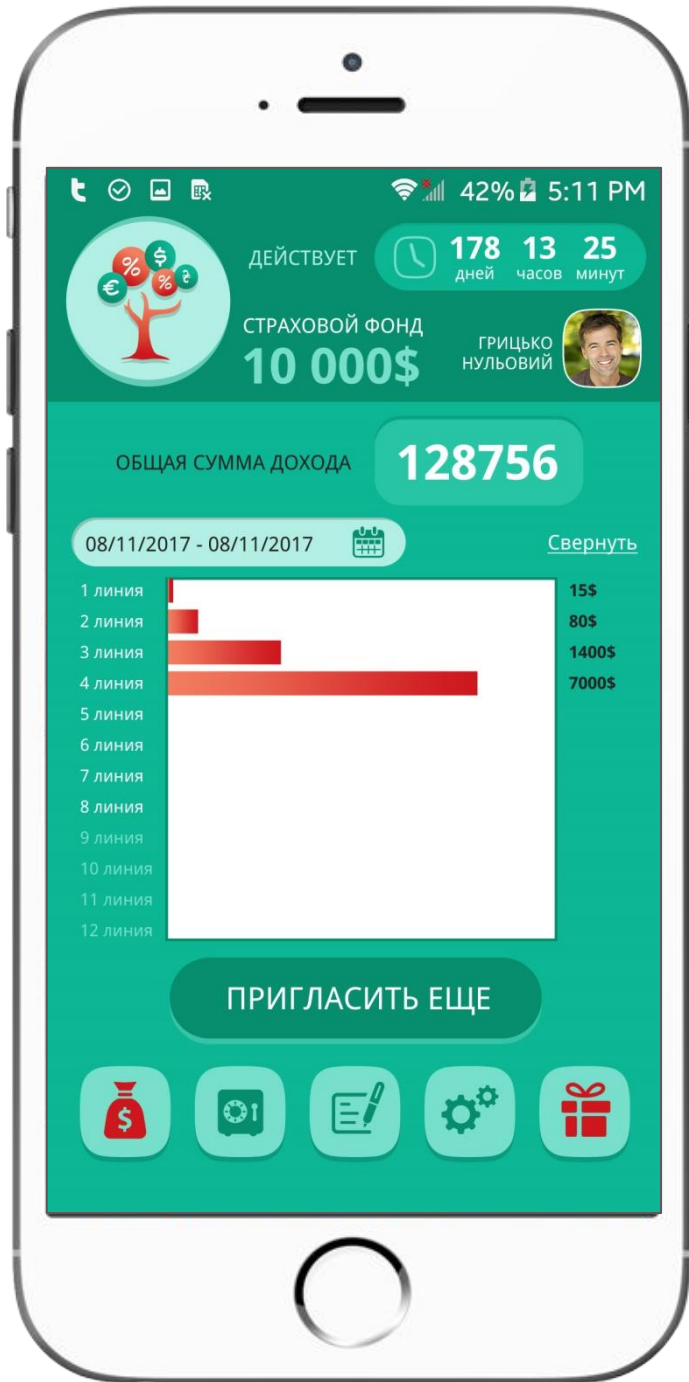 42% 5:11 PM
ДЕЙСТВУЕТ
178 13 25
дней часов минут
СТРАХОВОЙ ФОНД
10 000$
ГРИЦЬКО
НУЛЬОВИЙ
% $ € % ₴
ОБЩАЯ СУММА ДОХОДА 128756
08/11/2017 - 08/11/2017
Свернуть
1 линия 15$
2 линия 80$
3 линия 1400$
4 линия 7000$
5 линия
6 линия
7 линия
8 линия
9 линия
10 линия
11 линия
12 линия
ПРИГЛАСИТЬ ЕЩЕ
$